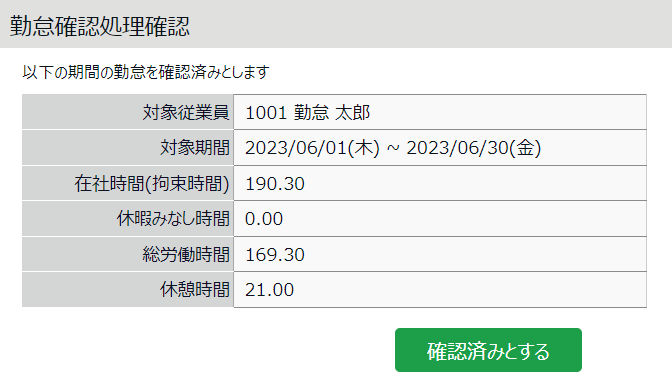 勤怠確認処理確認
以下の期間の勤怠を確認済みとします
対象従業員 1001 勤怠 太郎
対象期間 2023/06/01(木) ~ 2023/06/30(金)
在社時間(拘束時間) 190.30
休暇みなし時間 0.00
総労働時間 169.30
休憩時間 21.00
確認済みとする